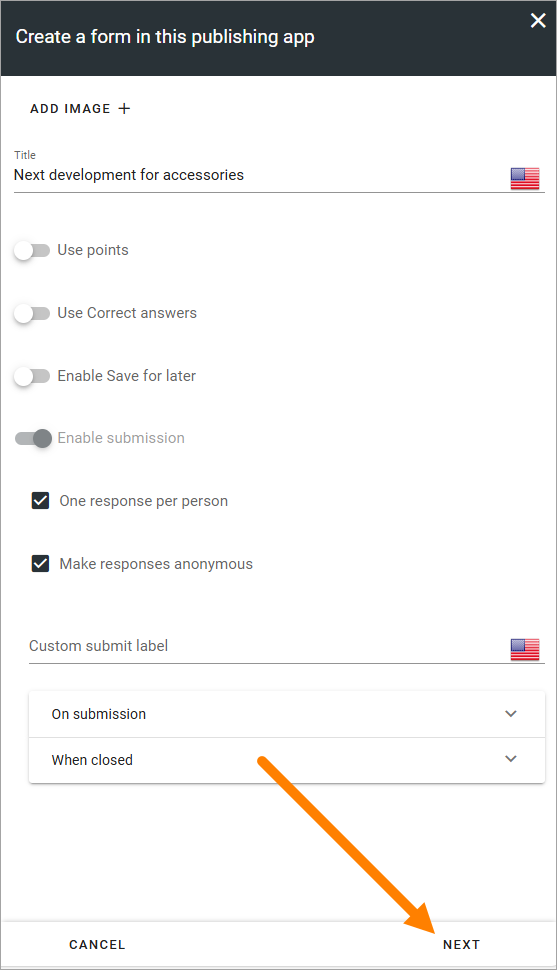 Create a form in this publishing app
ADD IMAGE
Title
Next development for accessories
Use points
Use Correct answers
Enable Save for later
Enable submission
One response per person
Make responses anonymous
Custom submit label
On submission
When closed
CANCEL
NEXT